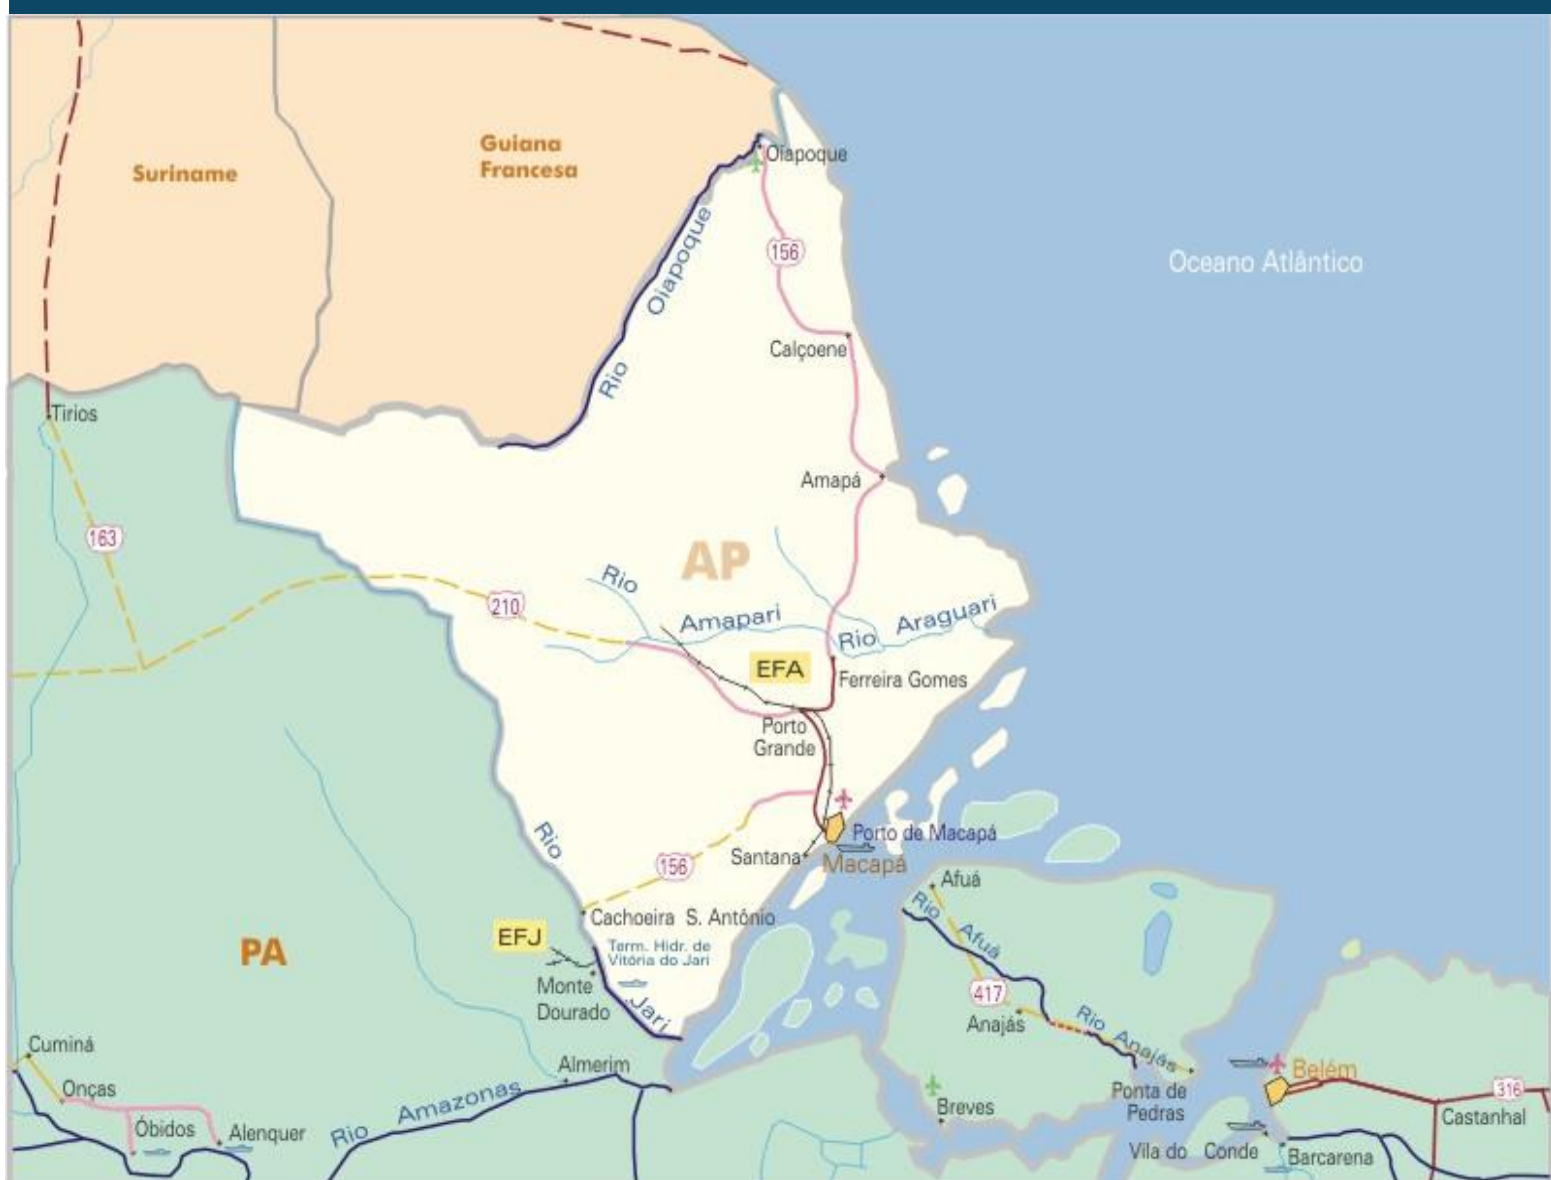 Guiana
Francesa
Suriname
Oiapoque
156
Rio Oiapoque
Oceano Atlântico
Calçoene
Tirios
Amapá
163
AP
210
Rio Amapari
Rio Araguari
EFA
Ferreira Gomes
Porto
Grande
Porto de Macapá
Macapá
Santana
156
Rio Jari
Cachoeira S. Antônio
EFJ
Term. Hidr. de
Vitória do Jari
Monte
Dourado
PA
Afuá
Rio Afuá
417
Anajás
Rio Anajás
Cuminá
Onças
Óbidos
Alenquer
Almerim
Rio Amazonas
Breves
Ponta de
Pedras
Belém
316
Castanhal
Vila do Conde
Barcarena